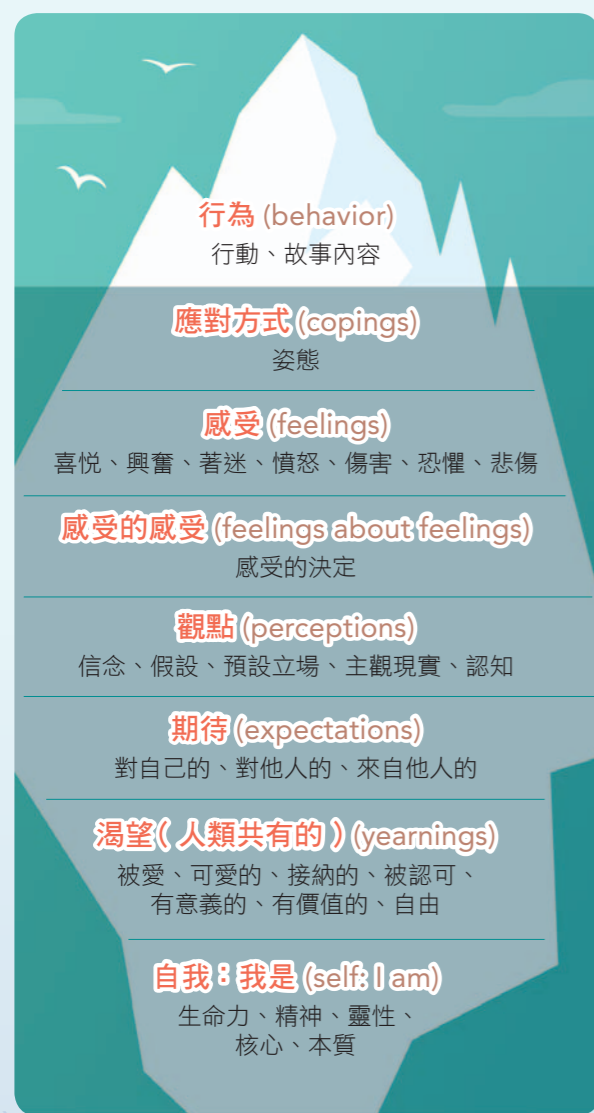 行為 (behavior)
行動、故事內容
應對方式 (copings)
姿態
感受 (feelings)
喜悅、興奮、著迷、憤怒、傷害、恐懼、悲傷
感受的感受 (feelings about feelings)
感受的決定
觀點 (perceptions)
信念、假設、預設立場、主觀現實、認知
期待 (expectations)
對自己的、對他人的、來自他人的
渴望（人類共有的）(yearnings)
被愛、可愛的、接納的、被認可、
有意義的、有價值的、自由
自我：我是 (self: I am)
生命力、精神、靈性、
核心、本質